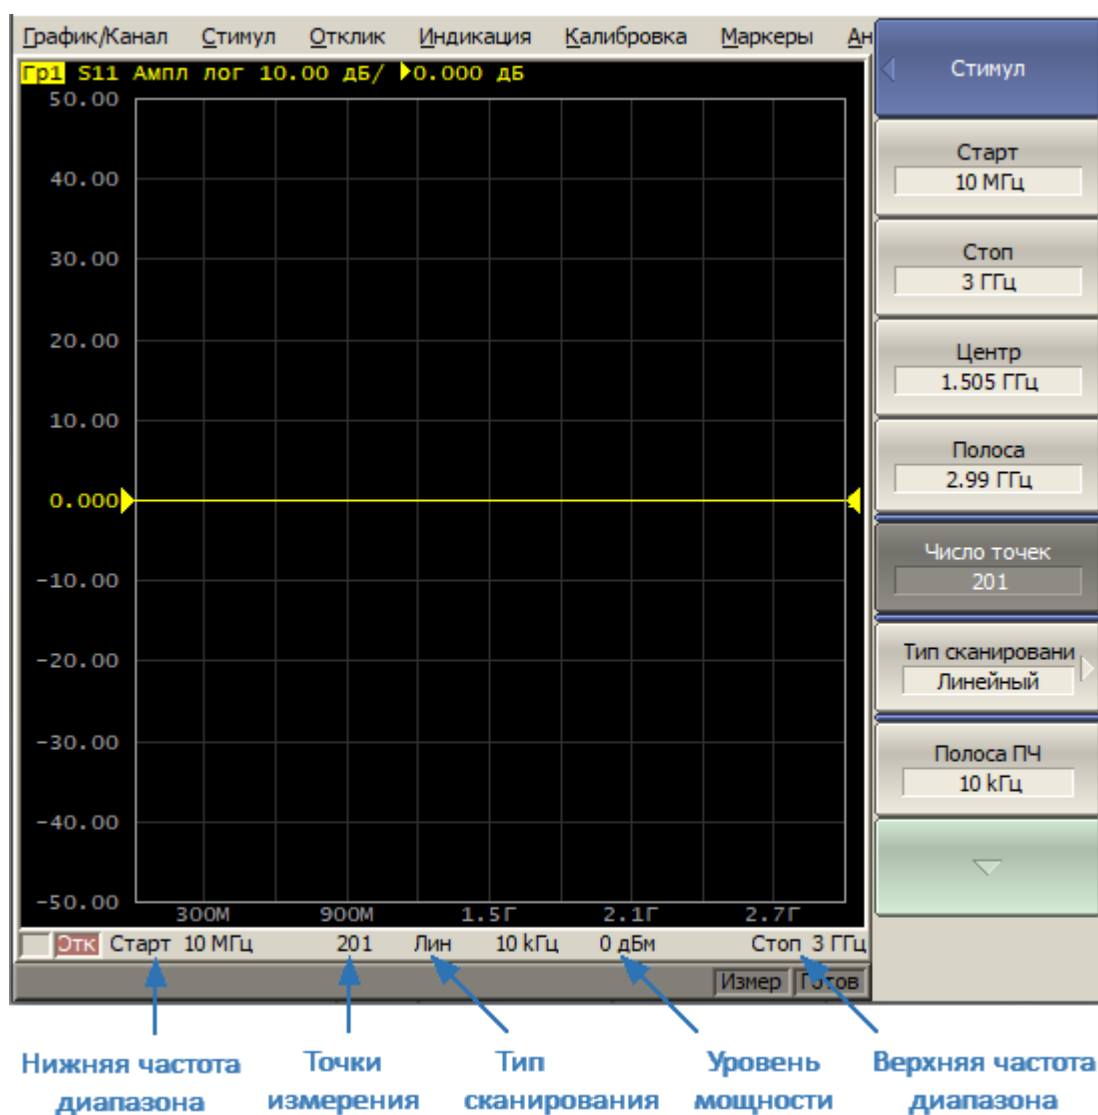 График/Канал Стимул Отклик Индикация Калибровка Маркеры Ан
Гр1 S11 Ампл лог 10.00 дБ/ 0.000 дБ
50.00
40.00
30.00
20.00
10.00
0.000
-10.00
-20.00
-30.00
-40.00
-50.00
300М 900М 1.5Г 2.1Г 2.7Г
Отк Старт 10 МГц 201 Лин 10 kГц 0 дБм Стоп 3 ГГц
Измер Готов
Стимул
Старт
10 МГц
Стоп
3 ГГц
Центр
1.505 ГГц
Полоса
2.99 ГГц
Число точек
201
Тип сканировани
Линейный
Полоса ПЧ
10 kГц
Нижняя частота
диапазона
Точки
измерения
Тип
сканирования
Уровень
мощности
Верхняя частота
диапазона